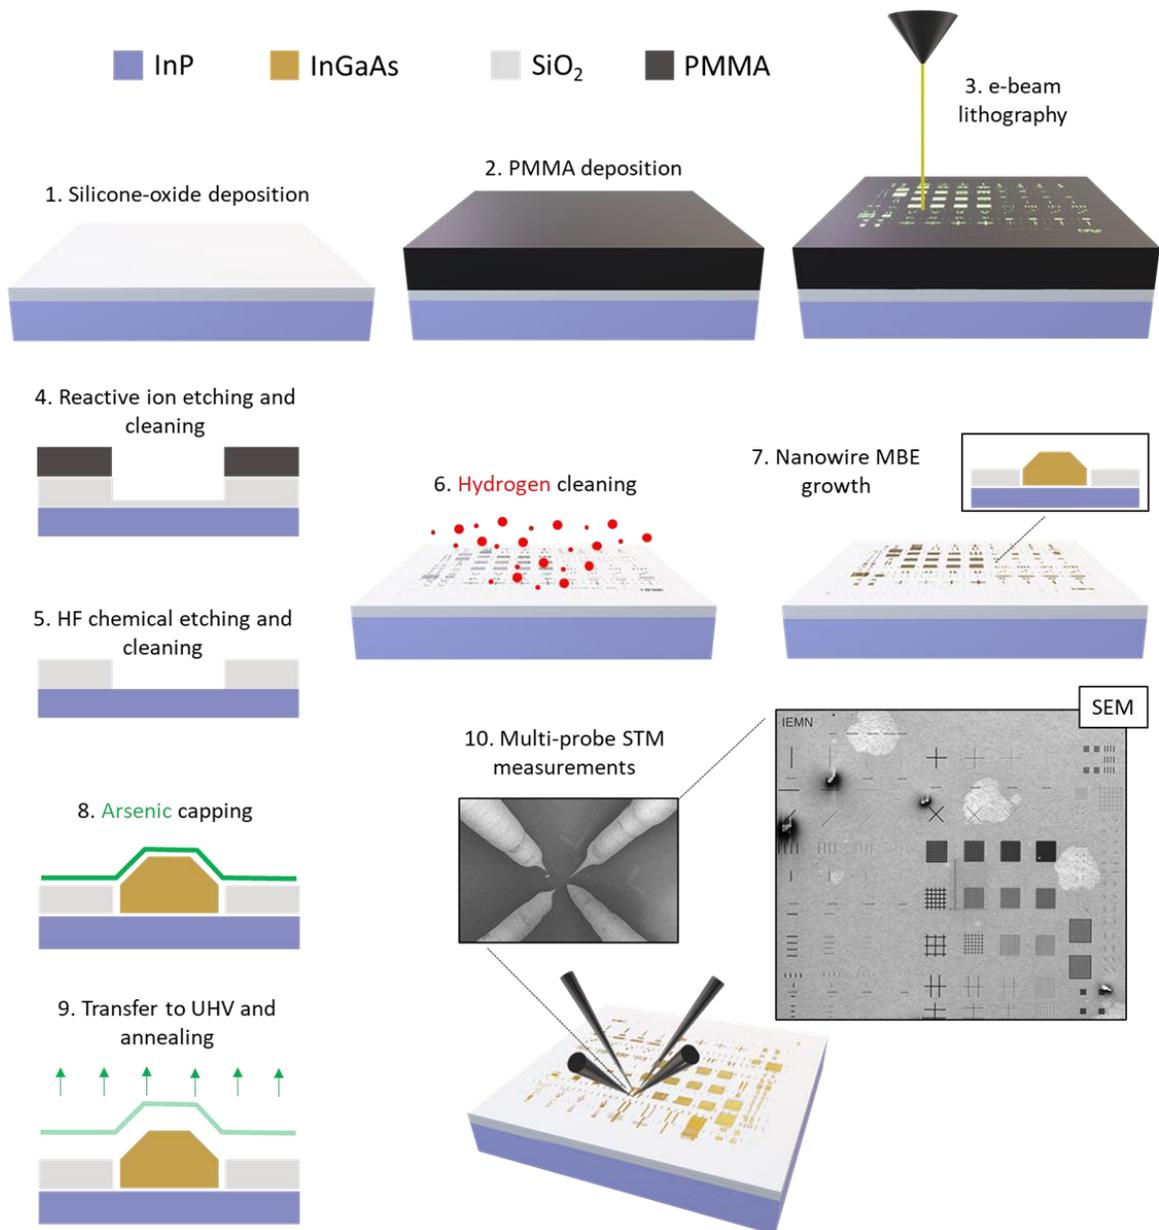 InP
InGaAs
SiO₂
PMMA
3. e-beam
lithography
2. PMMA deposition
1. Silicone-oxide deposition
4. Reactive ion etching and
cleaning
7. Nanowire MBE
growth
6. Hydrogen cleaning
5. HF chemical etching and
cleaning
SEM
IEMN
10. Multi-probe STM
measurements
8. Arsenic capping
9. Transfer to UHV and
annealing